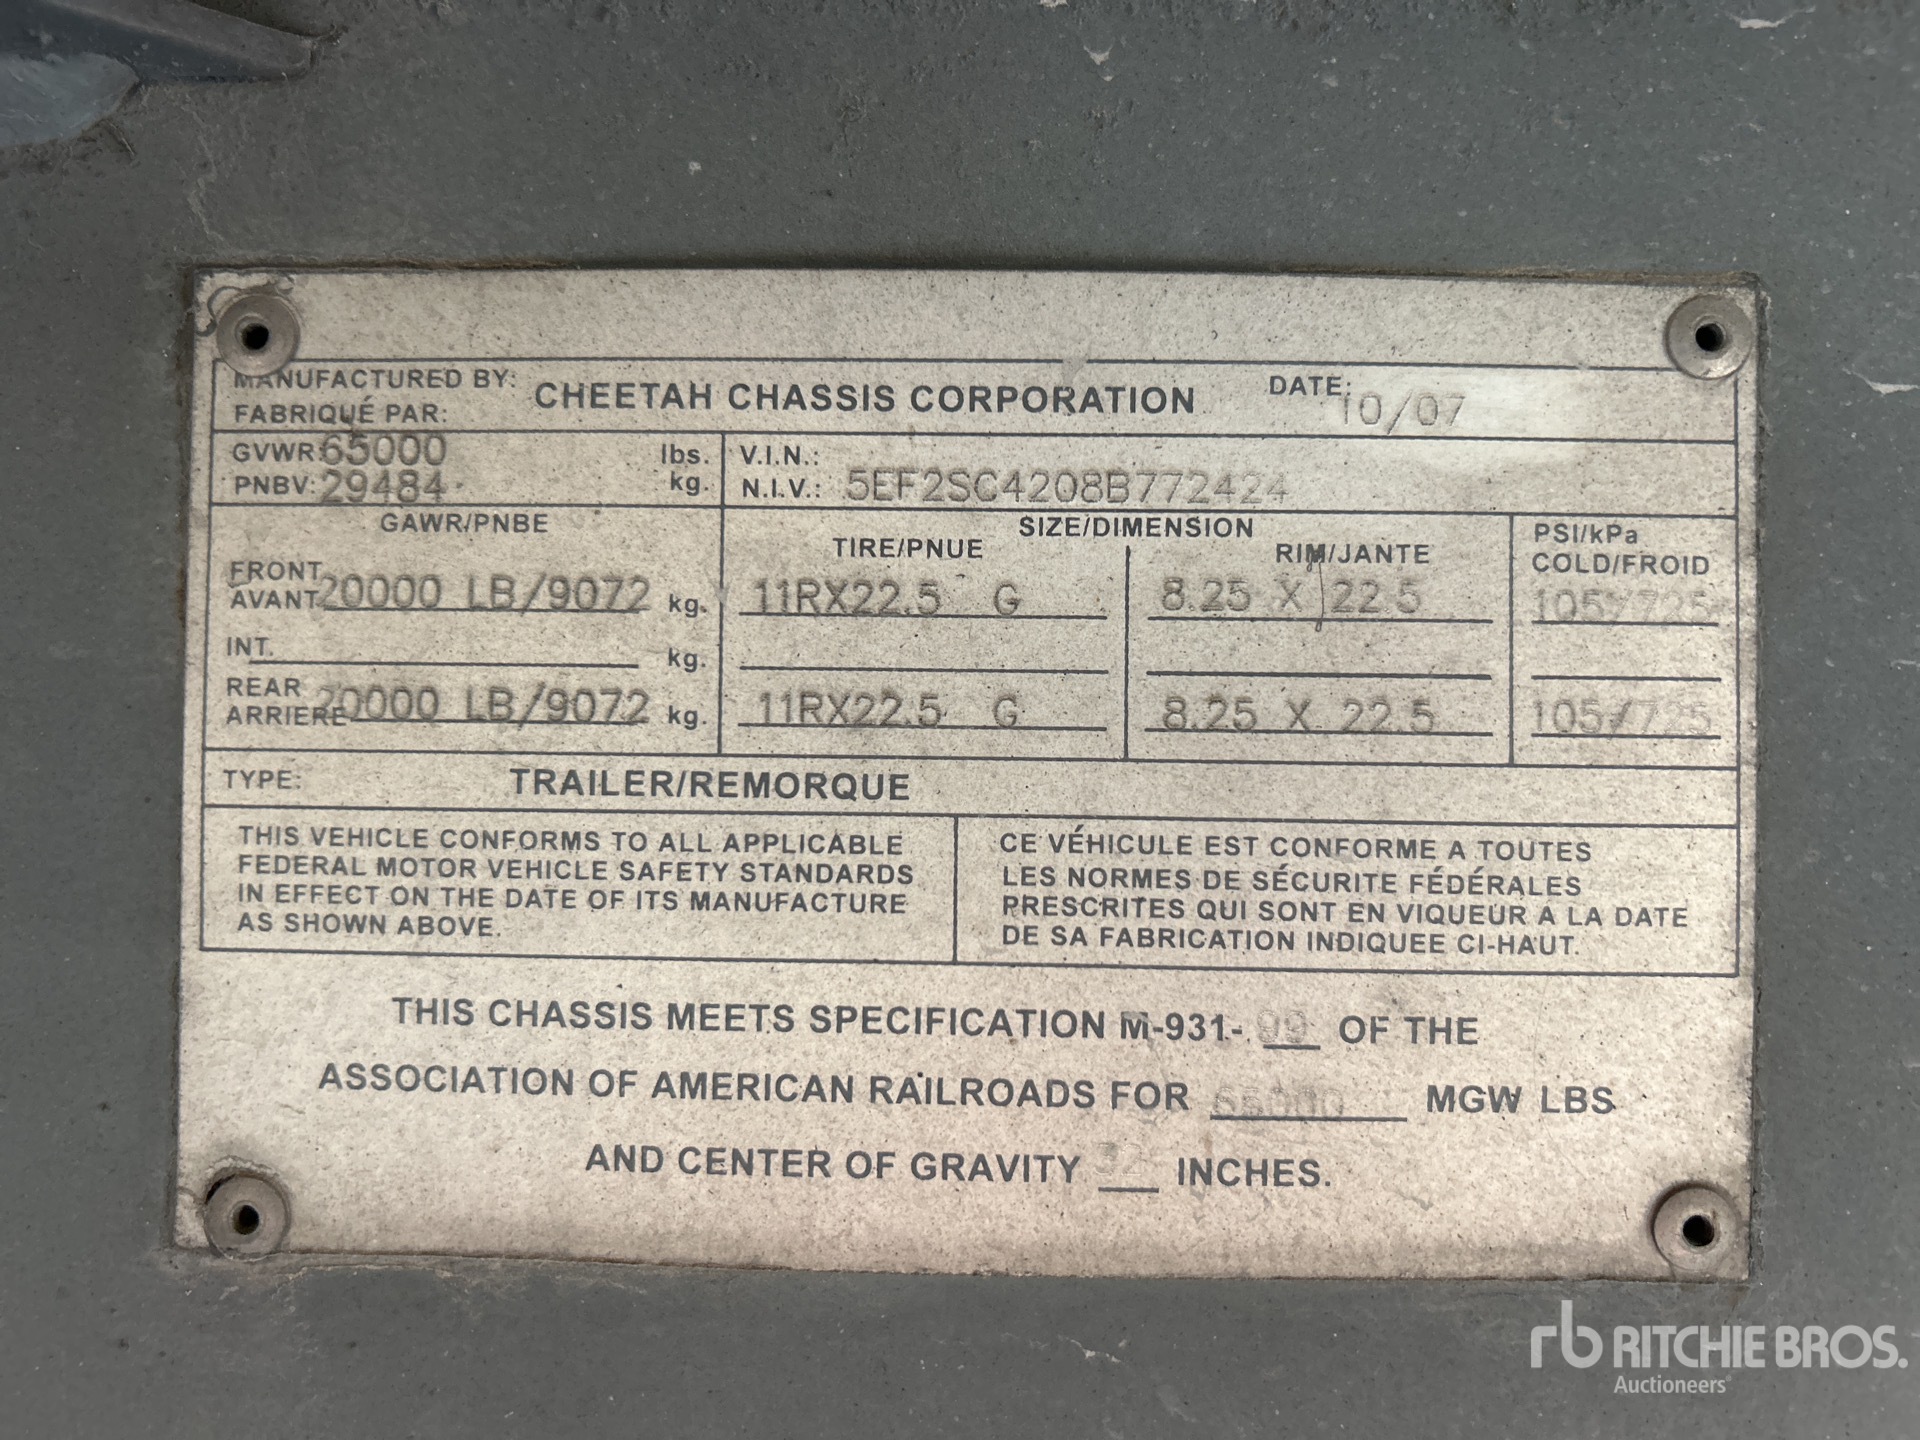 MANUFACTURED BY: CHEETAH CHASSIS CORPORATION DATE: 10/07
FABRIQUÉ PAR:
GVWR: 65000 lbs. V.I.N.:
PNBV: 29484 kg. N.I.V.: 5EF2SC4208B772424
GAWR/PNBE SIZE/DIMENSION PSI/kPa
TIRE/PNUE RIM/JANTE COLD/FROID
FRONT
AVANT 20000 LB/9072 kg. 11RX22.5 G 8.25 X 22.5 105/725
INT. kg.
REAR
ARRIERE 20000 LB/9072 kg. 11RX22.5 G 8.25 X 22.5 105/725
TYPE: TRAILER/REMORQUE
THIS VEHICLE CONFORMS TO ALL APPLICABLE
FEDERAL MOTOR VEHICLE SAFETY STANDARDS
IN EFFECT ON THE DATE OF ITS MANUFACTURE
AS SHOWN ABOVE.
CE VÉHICULE EST CONFORME A TOUTES
LES NORMES DE SÉCURITE FÉDÉRALES
PRESCRITES QUI SONT EN VIQUEUR A LA DATE
DE SA FABRICATION INDIQUEE CI-HAUT.
THIS CHASSIS MEETS SPECIFICATION M-931-99 OF THE
ASSOCIATION OF AMERICAN RAILROADS FOR 65000 MGW LBS
AND CENTER OF GRAVITY INCHES.
rb RITCHIE BROS.
Auctioneers